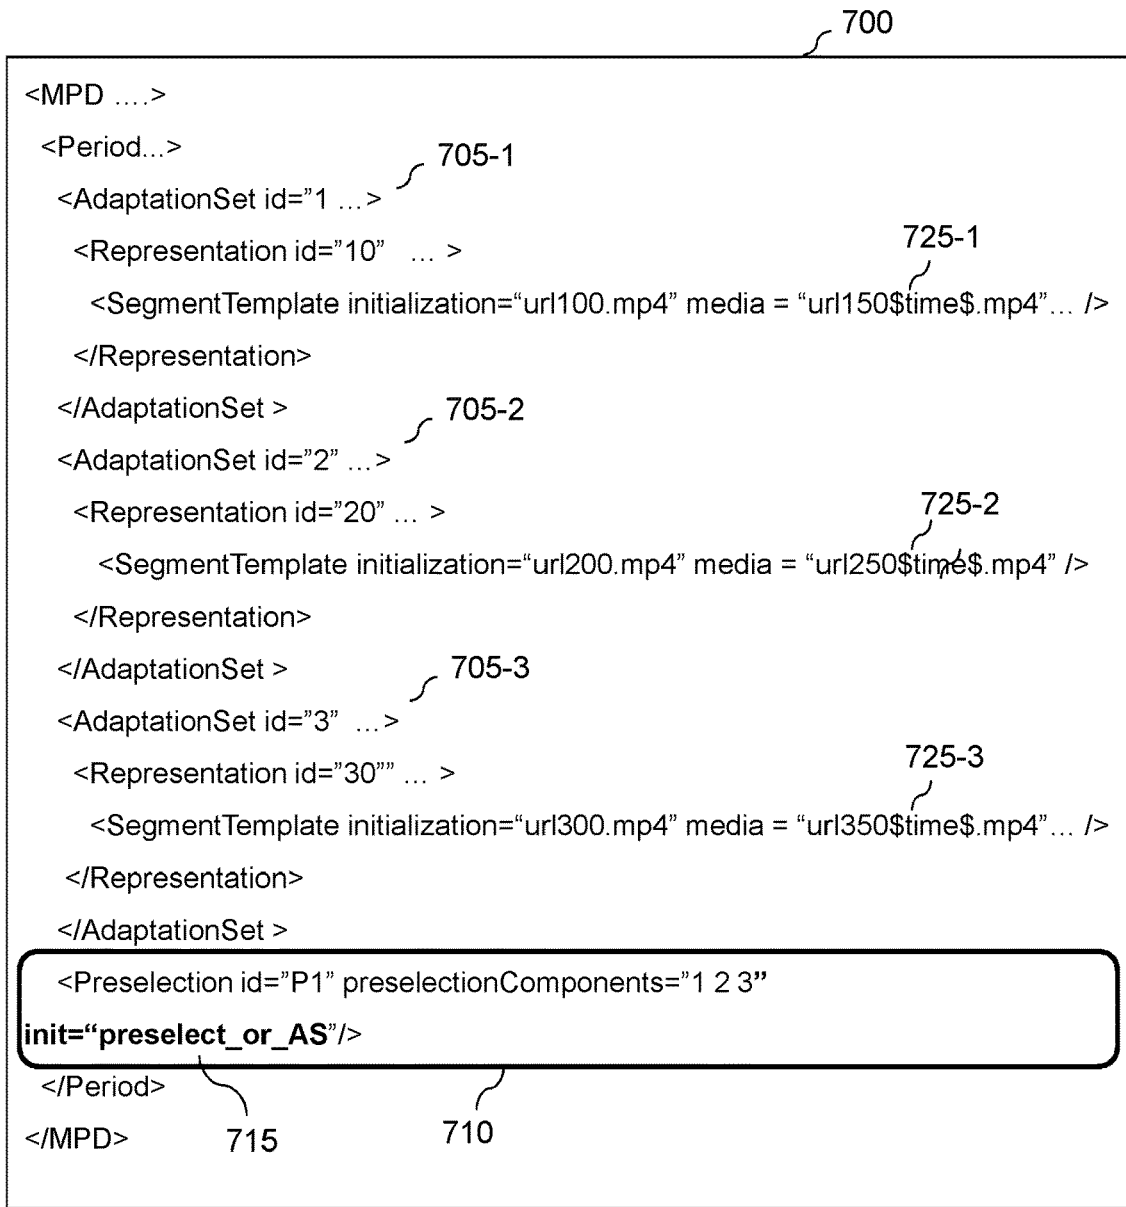 700
<MPD ....>
<Period...>
705-1
<AdaptationSet id=”1 ...>
725-1
<Representation id=”10” ... >
<SegmentTemplate initialization=“url100.mp4” media = “url150$time$.mp4”... />
</Representation>
</AdaptationSet >
705-2
<AdaptationSet id=”2” ...>
725-2
<Representation id=”20” ... >
<SegmentTemplate initialization=“url200.mp4” media = “url250$time$.mp4” />
</Representation>
</AdaptationSet >
705-3
<AdaptationSet id=”3” ...>
725-3
<Representation id=”30”” ... >
<SegmentTemplate initialization=“url300.mp4” media = “url350$time$.mp4”... />
</Representation>
</AdaptationSet >
<Preselection id=”P1” preselectionComponents=”1 2 3”
init=“preselect_or_AS”/>
</Period>
</MPD>
715
710